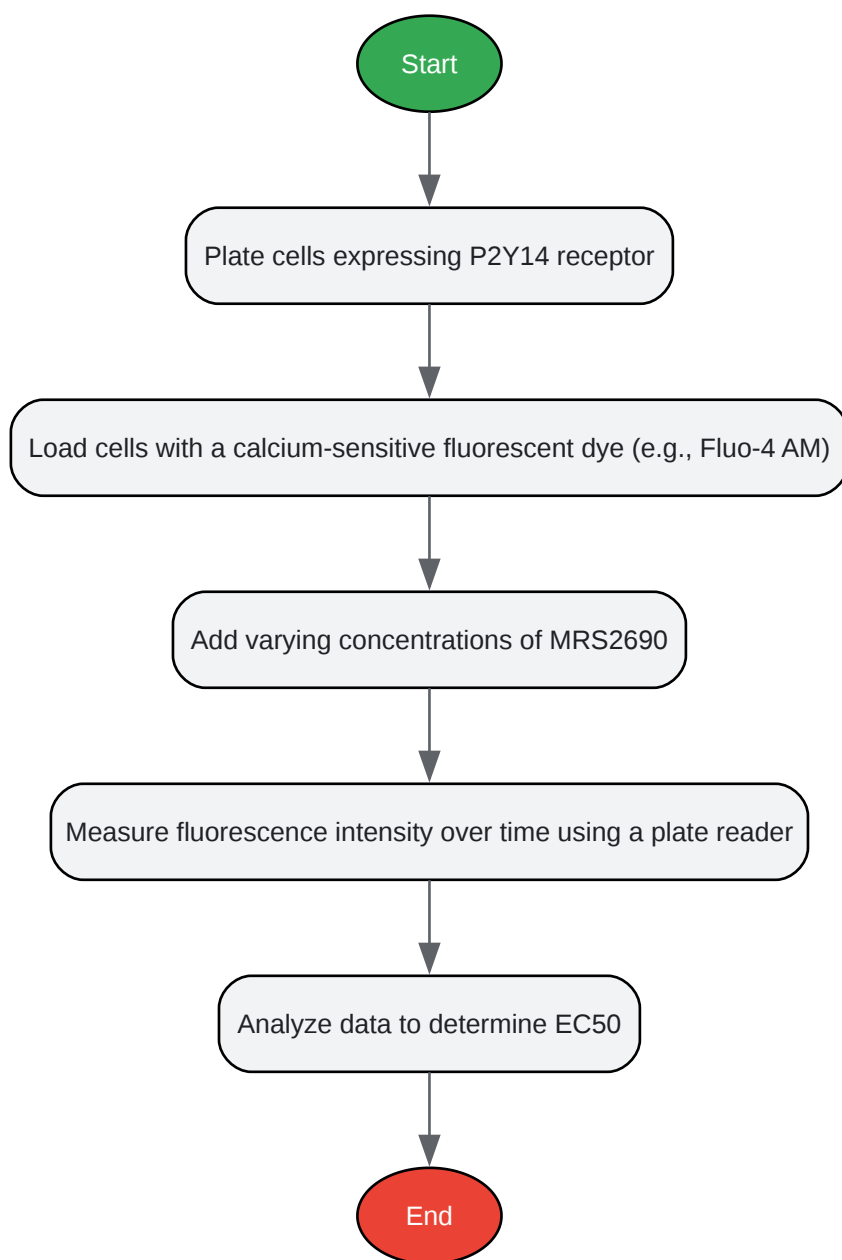 Start
Plate cells expressing P2Y14 receptor
Load cells with a calcium-sensitive fluorescent dye (e.g., Fluo-4 AM)
Add varying concentrations of MRS2690
Measure fluorescence intensity over time using a plate reader
Analyze data to determine EC50
End